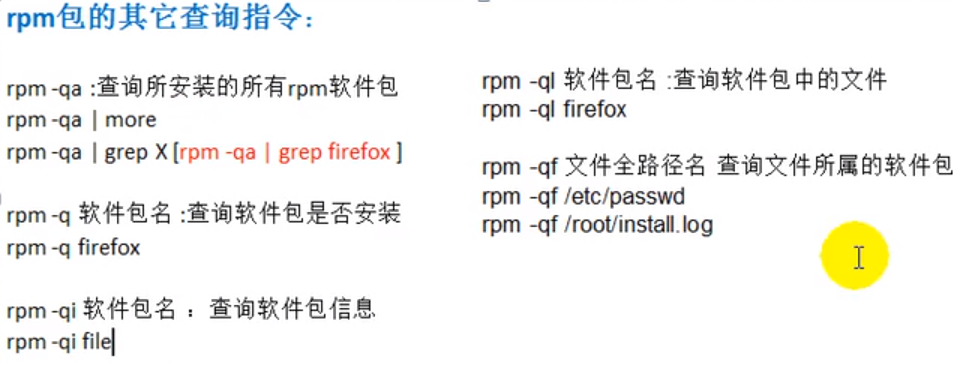 rpm包的其它查询指令：
rpm -qa :查询所安装的所有rpm软件包
rpm -qa | more
rpm -qa | grep X [rpm -qa | grep firefox ]
rpm -q 软件包名 :查询软件包是否安装
rpm -q firefox
rpm -qi 软件包名 ：查询软件包信息
rpm -qi file
rpm -ql 软件包名 :查询软件包中的文件
rpm -ql firefox
rpm -qf 文件全路径名 查询文件所属的软件包
rpm -qf /etc/passwd
rpm -qf /root/install.log